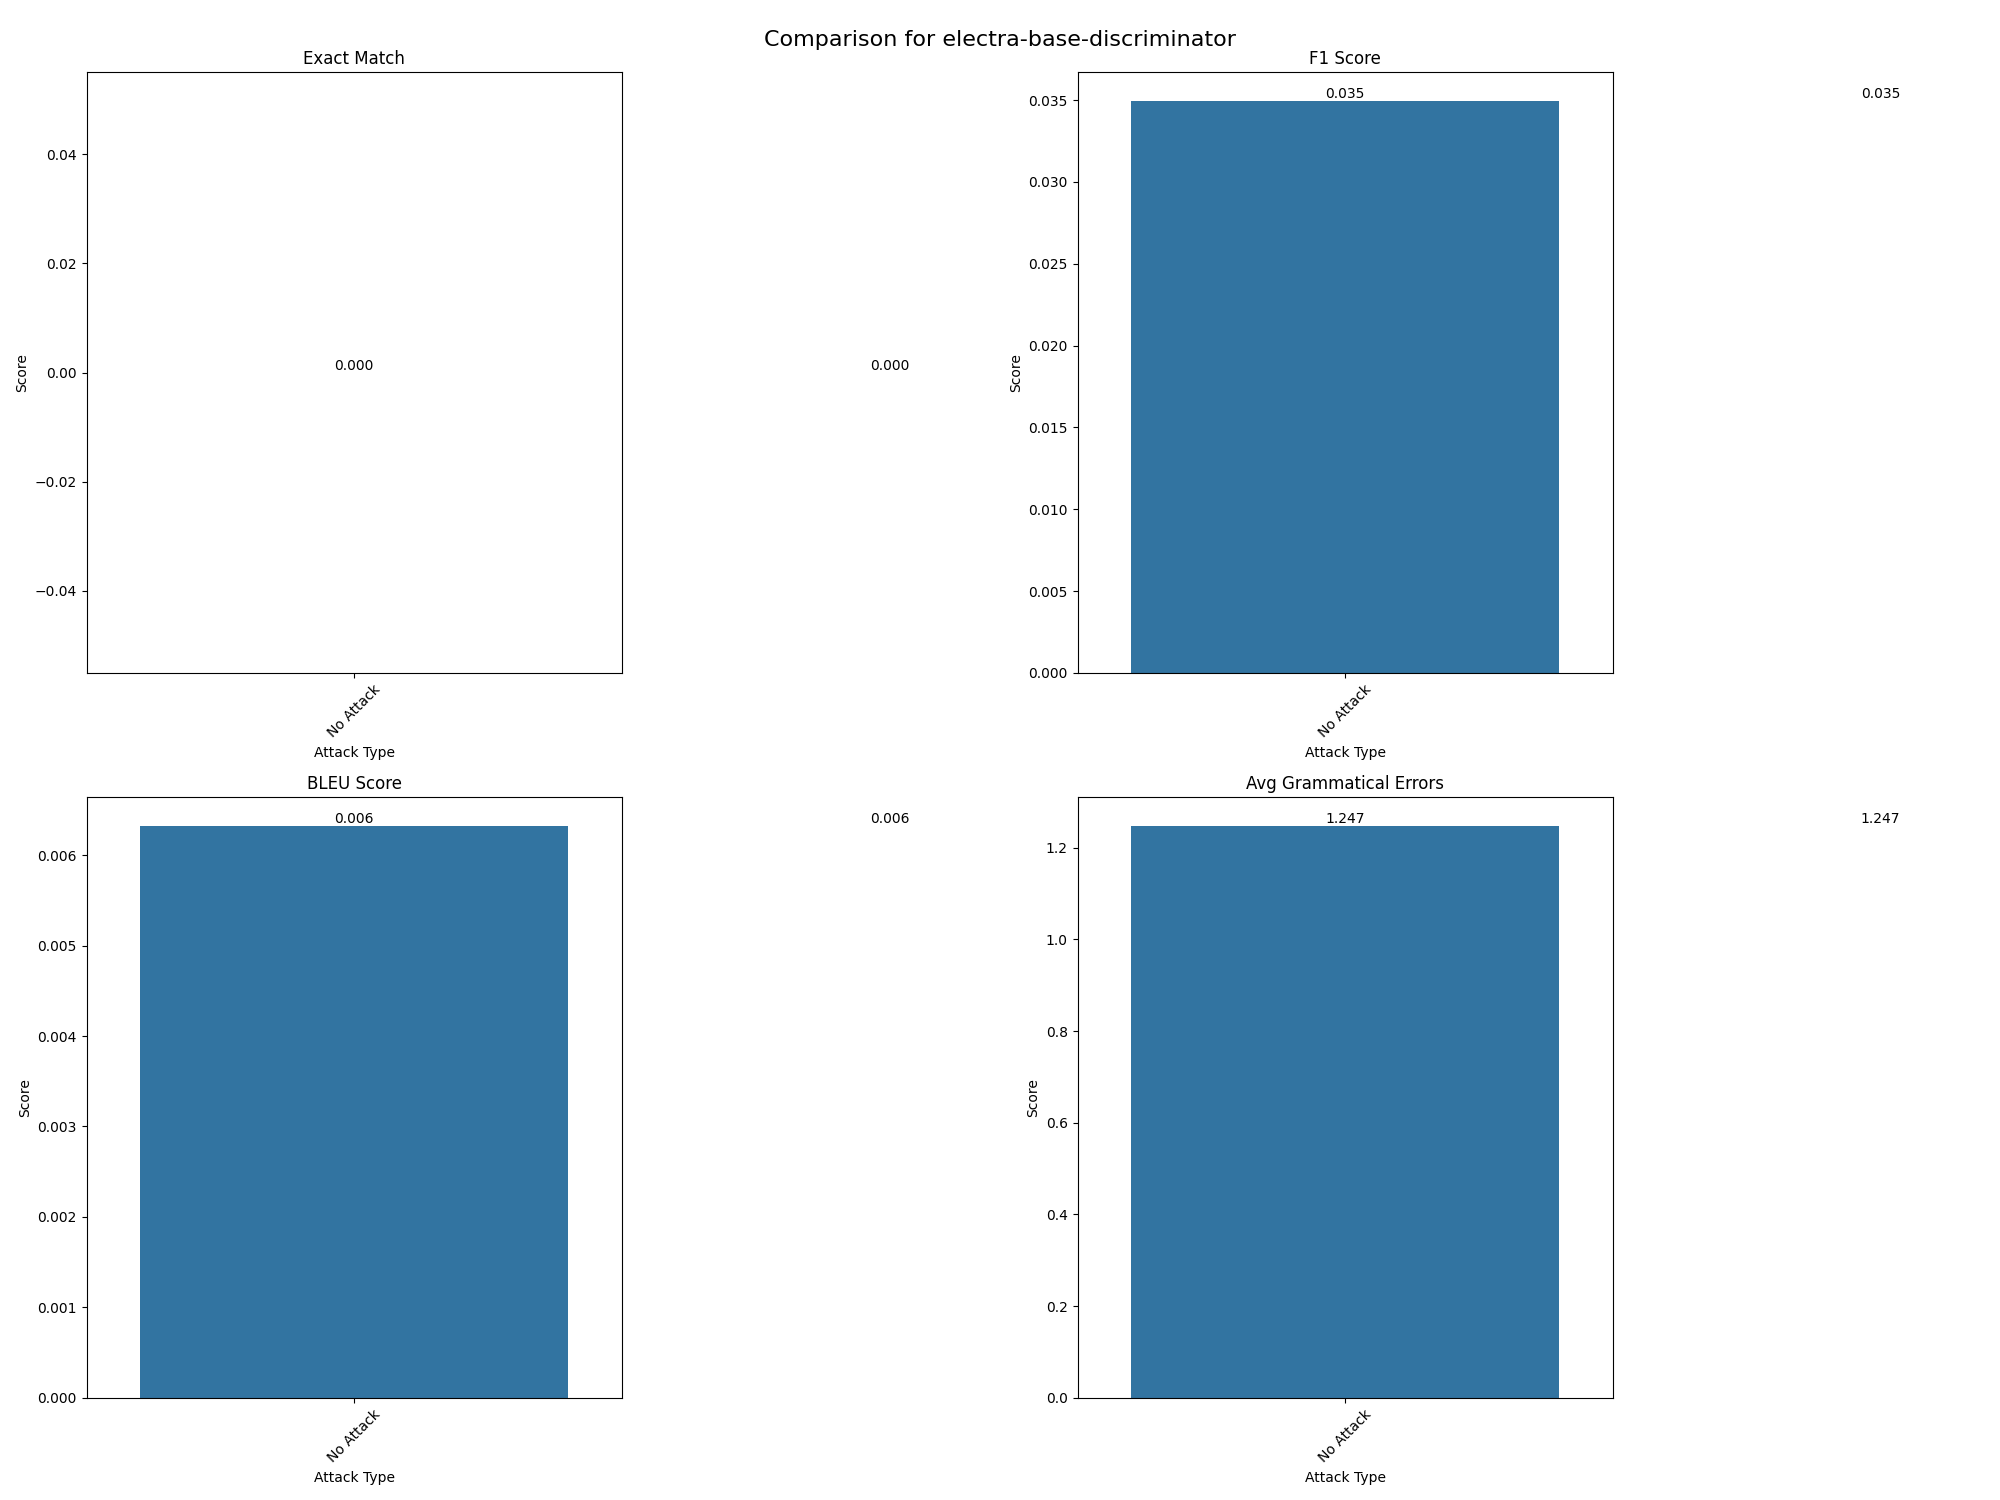 Comparison for electra-base-discriminator
Exact Match
0.04
0.02
0.00
−0.02
−0.04
Score
0.000
0.000
No Attack
Attack Type
F1 Score
0.035
0.030
0.025
0.020
0.015
0.010
0.005
0.000
Score
0.035
0.035
No Attack
Attack Type
BLEU Score
0.006
0.005
0.004
0.003
0.002
0.001
0.000
Score
0.006
0.006
No Attack
Attack Type
Avg Grammatical Errors
1.2
1.0
0.8
0.6
0.4
0.2
0.0
Score
1.247
1.247
No Attack
Attack Type